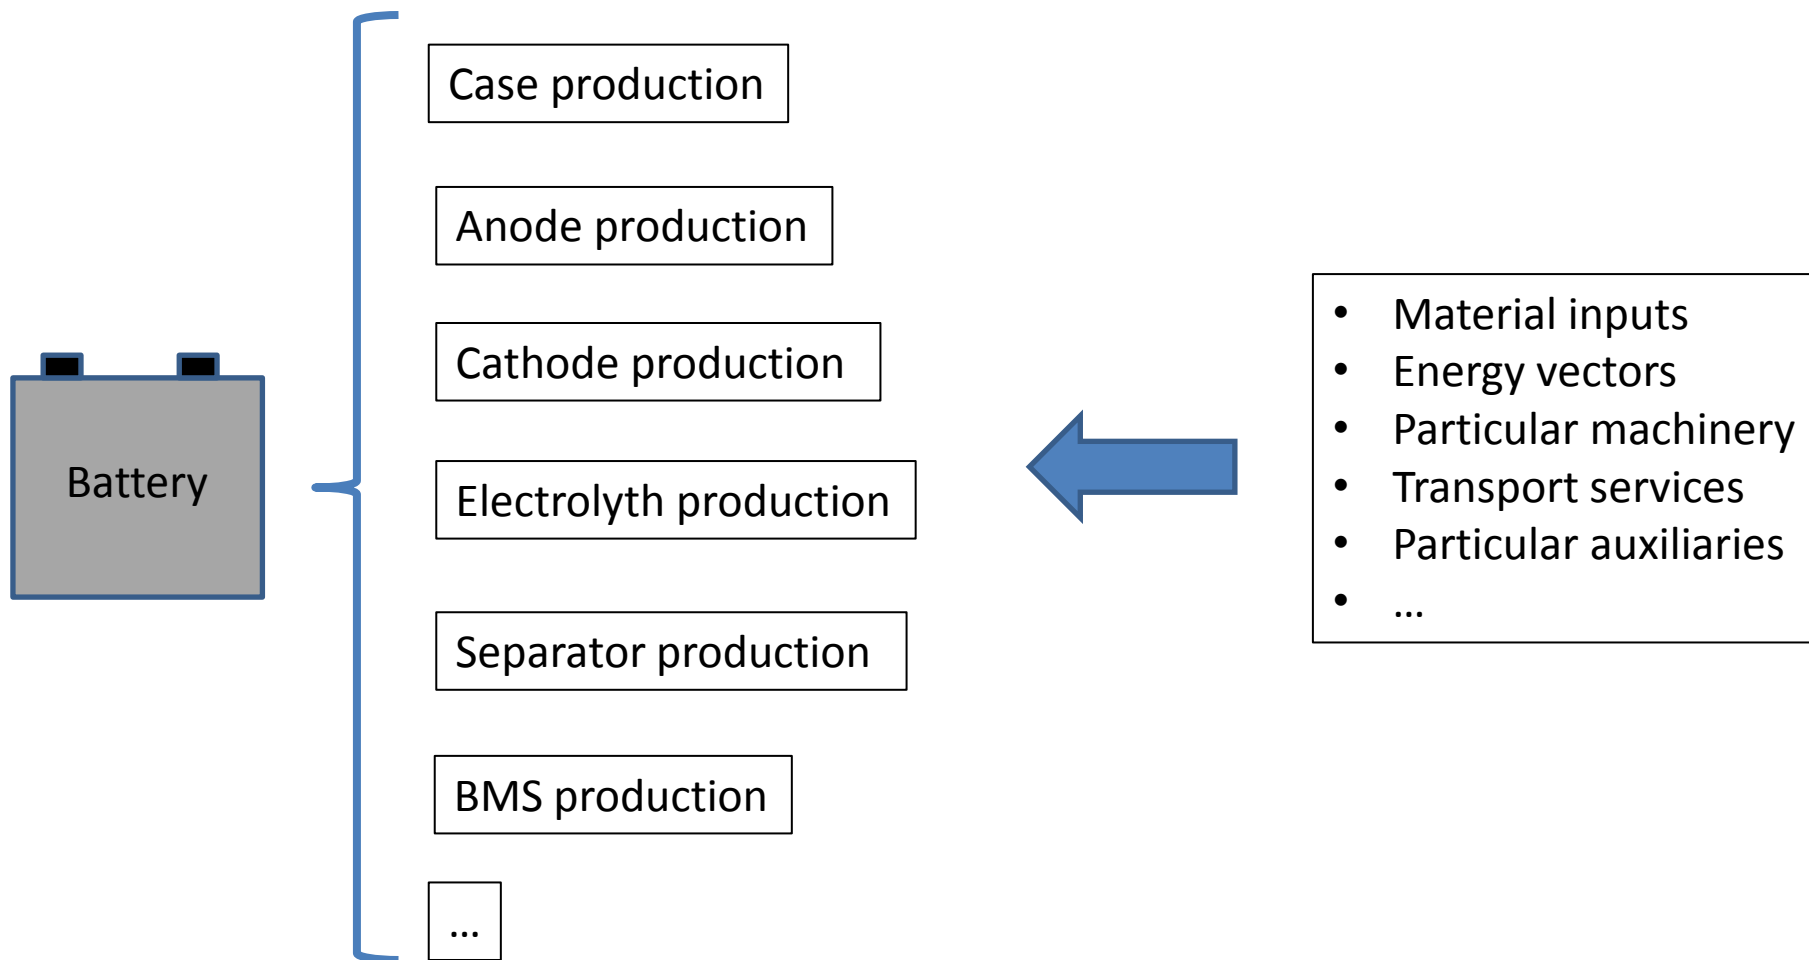 Battery
Case production
Anode production
Cathode production
Electrolyth production
Separator production
BMS production
...
• Material inputs
• Energy vectors
• Particular machinery
• Transport services
• Particular auxiliaries
• ...